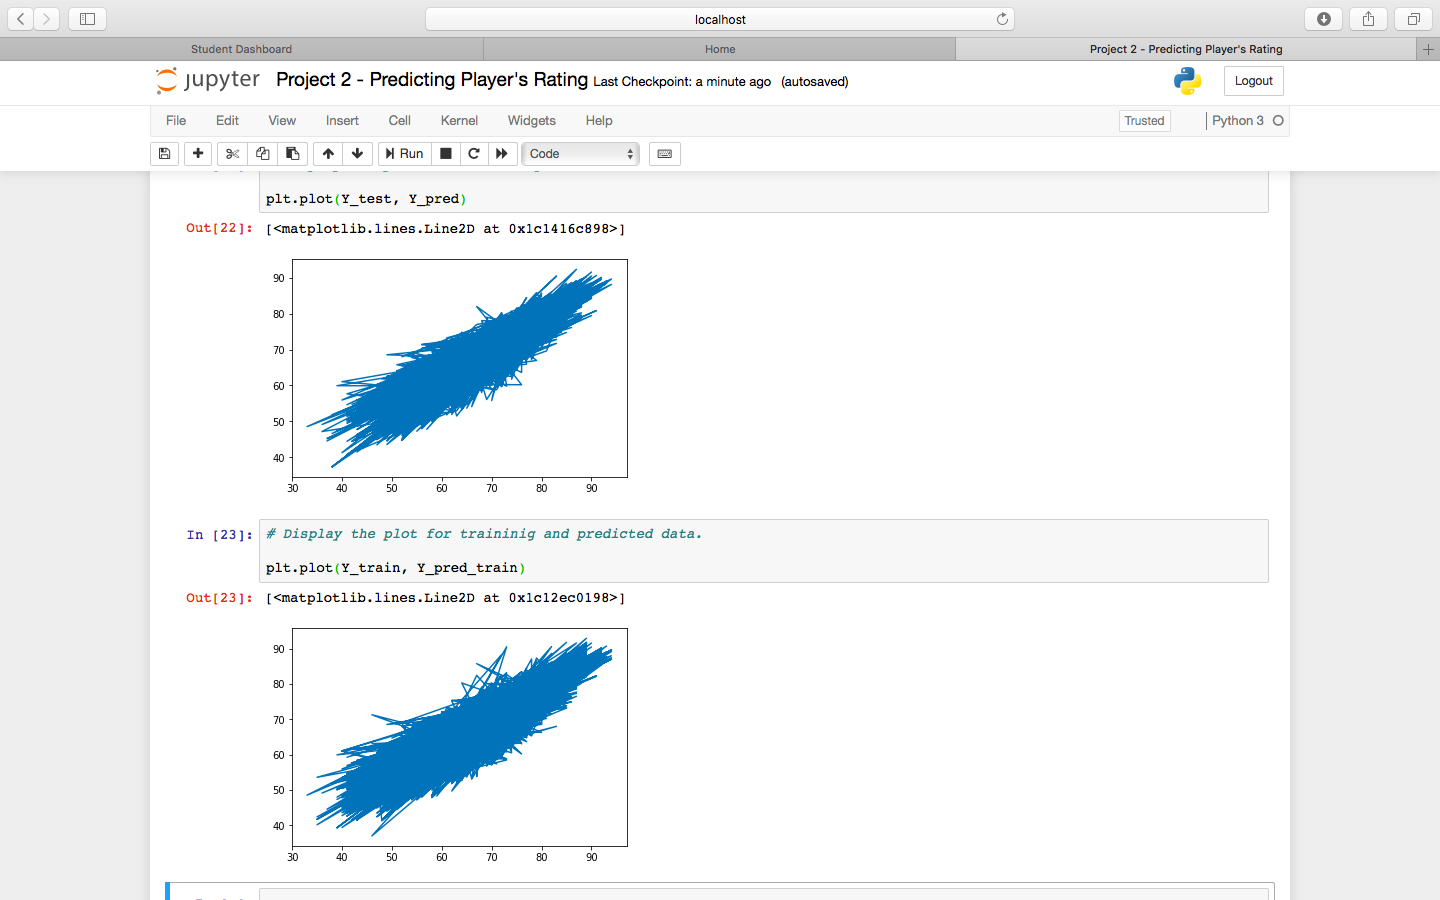 localhost
Student Dashboard
Home
Project 2 - Predicting Player's Rating
jupyter Project 2 - Predicting Player's Rating Last Checkpoint: a minute ago (autosaved)
Logout
File Edit View Insert Cell Kernel Widgets Help
Trusted
Python 3
Run
Code
plt.plot(Y_test, Y_pred)
Out[22]: [<matplotlib.lines.Line2D at 0x1c1416c898>]
90
80
70
60
50
40
30 40 50 60 70 80 90
In [23]: # Display the plot for traininig and predicted data.
plt.plot(Y_train, Y_pred_train)
Out[23]: [<matplotlib.lines.Line2D at 0x1c12ec0198>]
90
80
70
60
50
40
30 40 50 60 70 80 90